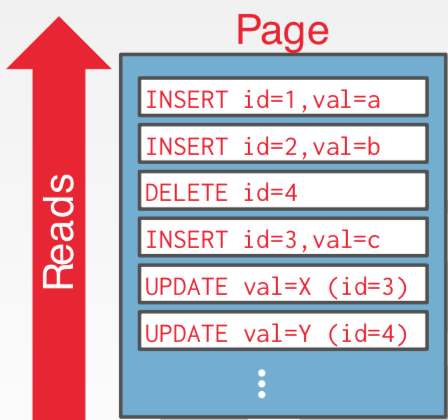 Page
Reads
INSERT id=1,val=a
INSERT id=2,val=b
DELETE id=4
INSERT id=3,val=c
UPDATE val=X (id=3)
UPDATE val=Y (id=4)
⋮